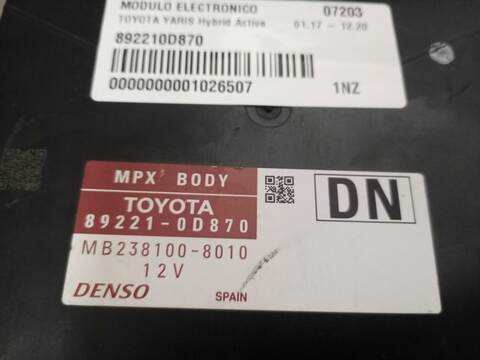 MODULO ELECTRONICO 07203
TOYOTA YARIS Hybrid Active 01.17 - 12.20
892210D870
0000000001026507 1NZ
MPX BODY
TOYOTA
89221-0D870
DN
MB238100-8010
12V
DENSO SPAIN